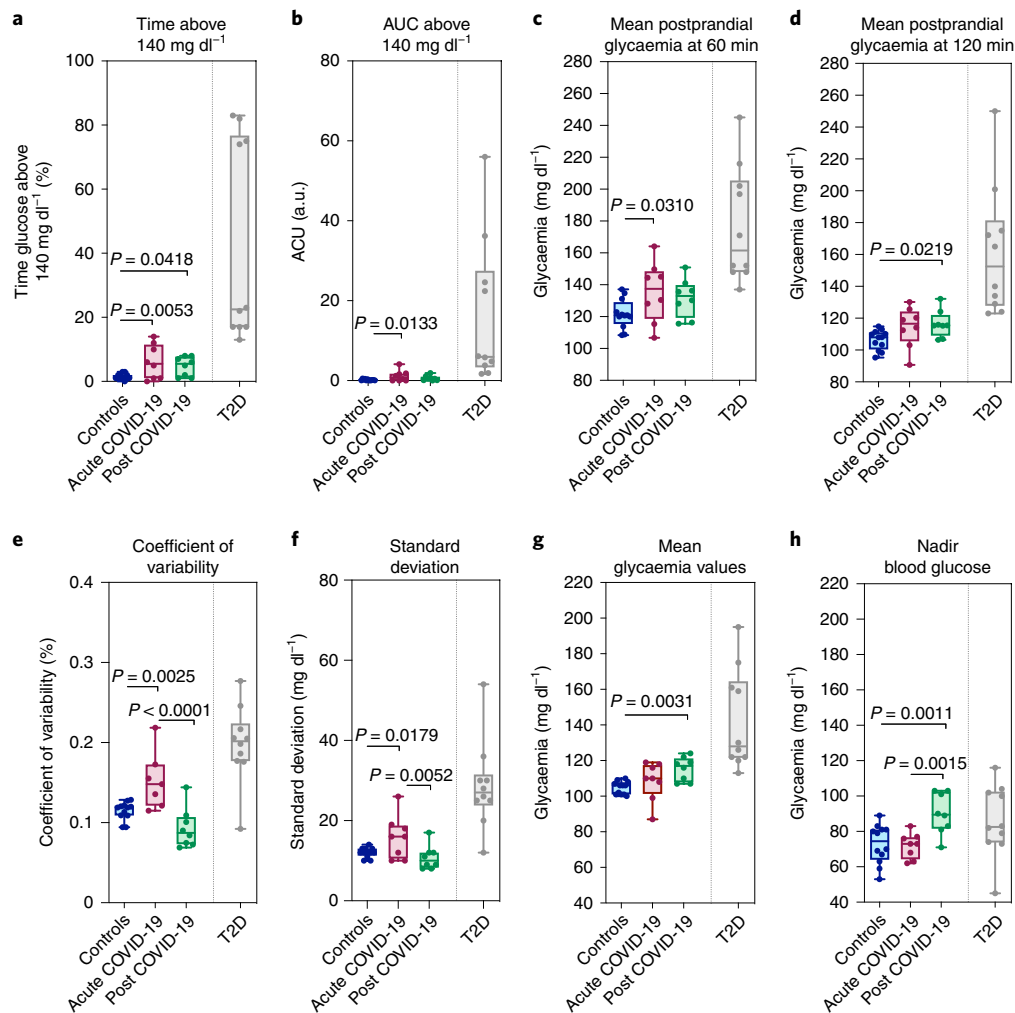 a
Time above
140 mg dl⁻¹
Time glucose above
140 mg dl⁻¹ (%)
100
80
60
40
20
0
P = 0.0418
P = 0.0053
Controls
Acute COVID-19
Post COVID-19
T2D
b
AUC above
140 mg dl⁻¹
ACU (a.u.)
80
60
40
20
0
P = 0.0133
Controls
Acute COVID-19
Post COVID-19
T2D
c
Mean postprandial
glycaemia at 60 min
Glycaemia (mg dl⁻¹)
280
260
240
220
200
180
160
140
120
100
80
P = 0.0310
Controls
Acute COVID-19
Post COVID-19
T2D
d
Mean postprandial
glycaemia at 120 min
Glycaemia (mg dl⁻¹)
280
260
240
220
200
180
160
140
120
100
80
P = 0.0219
Controls
Acute COVID-19
Post COVID-19
T2D
e
Coefficient of
variability
Coefficient of variability (%)
0.4
0.3
0.2
0.1
0
P = 0.0025
P < 0.0001
Controls
Acute COVID-19
Post COVID-19
T2D
f
Standard
deviation
Standard deviation (mg dl⁻¹)
80
60
40
20
0
P = 0.0179
P = 0.0052
Controls
Acute COVID-19
Post COVID-19
T2D
g
Mean
glycaemia values
Glycaemia (mg dl⁻¹)
220
200
180
160
140
120
100
80
60
40
P = 0.0031
Controls
Acute COVID-19
Post COVID-19
T2D
h
Nadir
blood glucose
Glycaemia (mg dl⁻¹)
220
200
180
160
140
120
100
80
60
40
P = 0.0011
P = 0.0015
Controls
Acute COVID-19
Post COVID-19
T2D